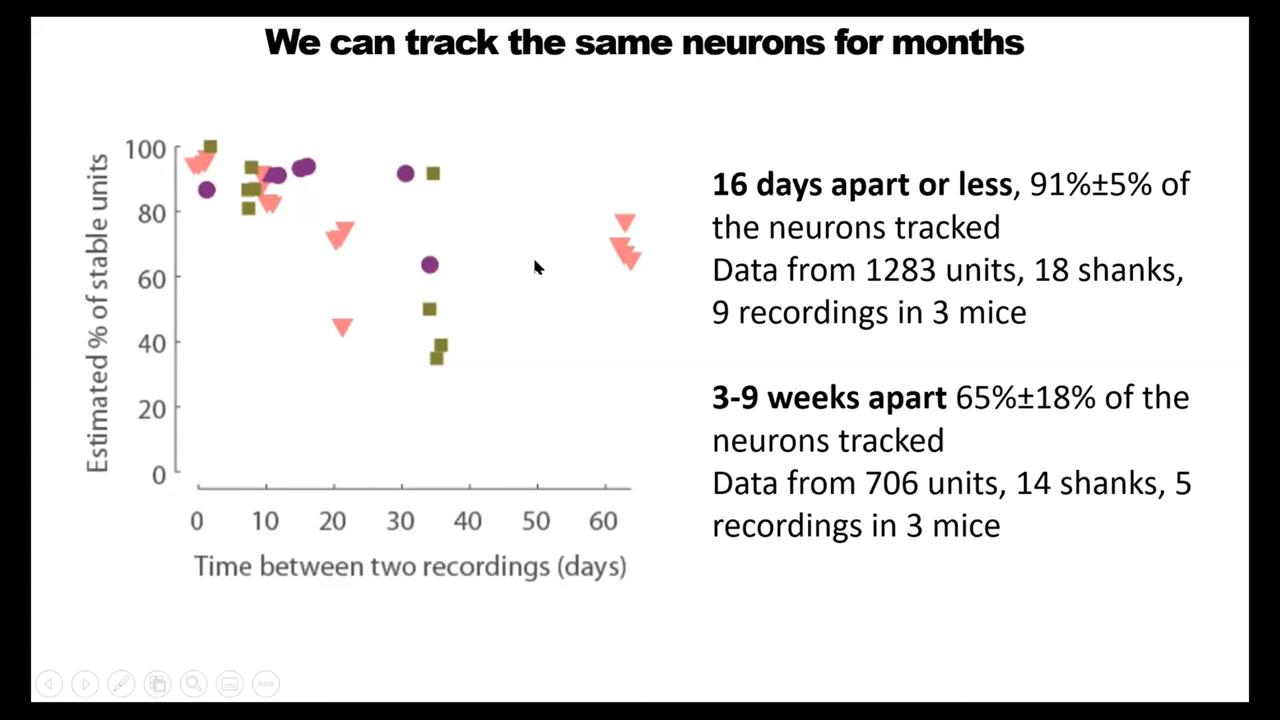 We can track the same neurons for months
100
80
60
40
20
0
Estimated % of stable units
0 10 20 30 40 50 60
Time between two recordings (days)
16 days apart or less, 91%±5% of
the neurons tracked
Data from 1283 units, 18 shanks,
9 recordings in 3 mice
3-9 weeks apart 65%±18% of the
neurons tracked
Data from 706 units, 14 shanks, 5
recordings in 3 mice